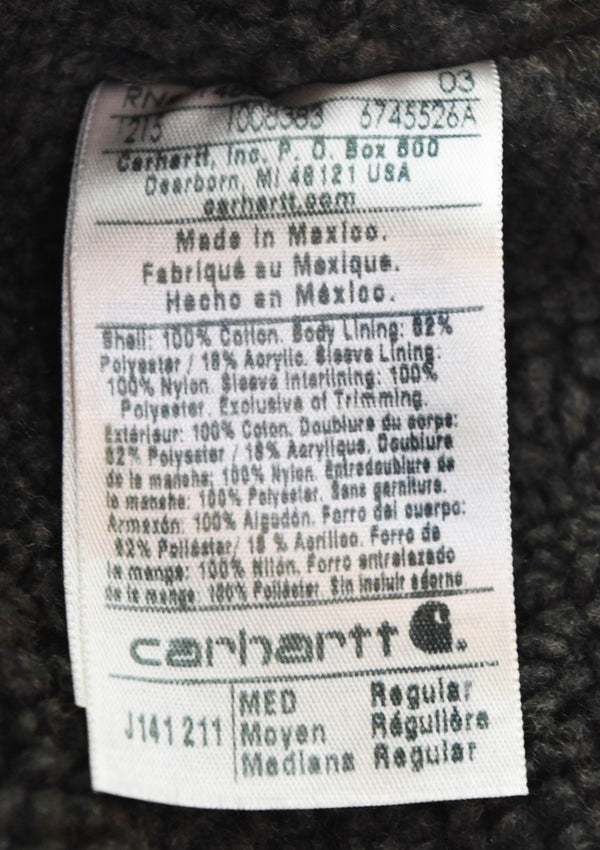 03
1215 1008383 6745526A
Carhartt, Inc. P. O. Box 600
Dearborn, MI 48121 USA
carhartt.com
Made in Mexico.
Fabriqué au Mexique.
Hecho en México.
Shell: 100% Cotton. Body Lining: 82%
Polyester / 18% Acrylic. Sleeve Lining:
100% Nylon. Sleeve Interlining: 100%
Polyester. Exclusive of Trimming.
Extérieur: 100% Coton. Doublure du corps:
82% Polyester / 18% Acrylique. Doublure
de la manche: 100% Nylon. Entredoublure de
la manche: 100% Polyester. Sans garniture.
Armazón: 100% Algodón. Forro del cuerpo:
82% Poliéster/ 18 % Acrílico. Forro de
la manga: 100% Nilón. Forro entrelazado
de la manga: 100% Poliéster. Sin incluir adorno.
carhartt
J141 211
MED Regular
Moyen Régulière
Mediana Regular